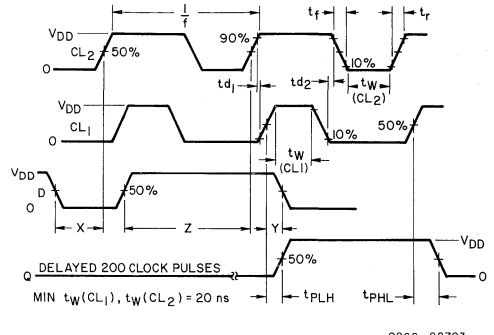 1/f
tf
tr
VDD
CL2
50%
90%
10%
O
td1
td2
tW
(CL2)
VDD
CL1
50%
10%
O
tW
(CL1)
VDD
D
50%
O
X
Z
Y
VDD
Q
DELAYED 200 CLOCK PULSES
50%
O
MIN tW(CL1), tW(CL2) = 20 ns
tPLH
tPHL